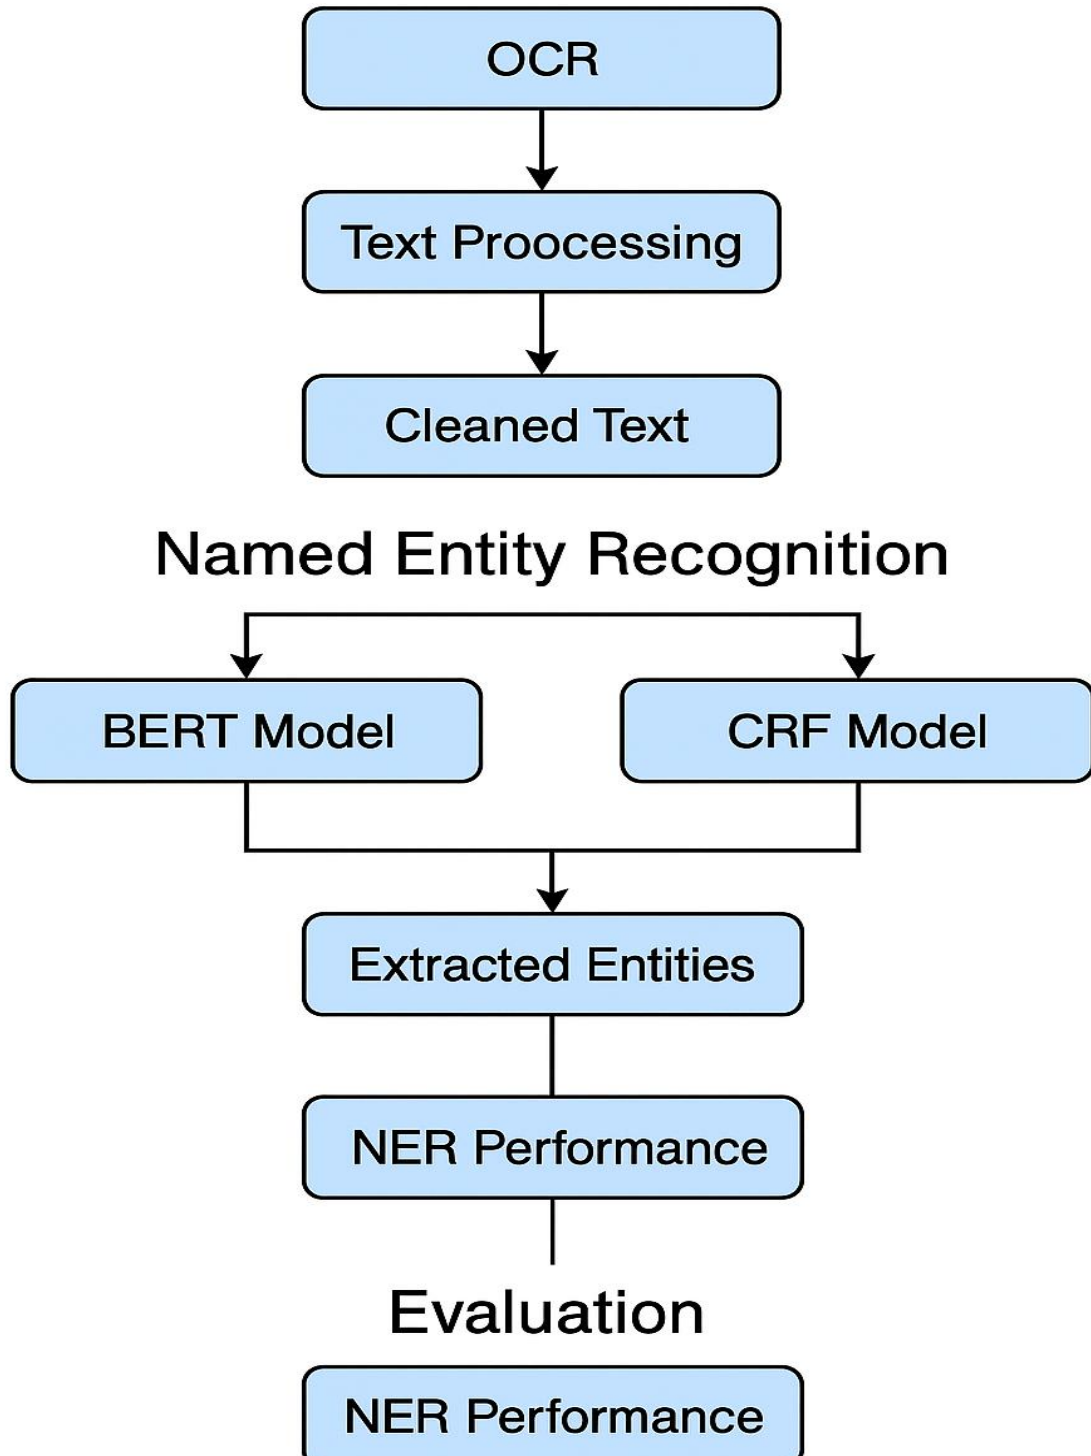 OCR
Text Proocessing
Cleaned Text
Named Entity Recognition
BERT Model
CRF Model
Extracted Entities
NER Performance
Evaluation
NER Performance